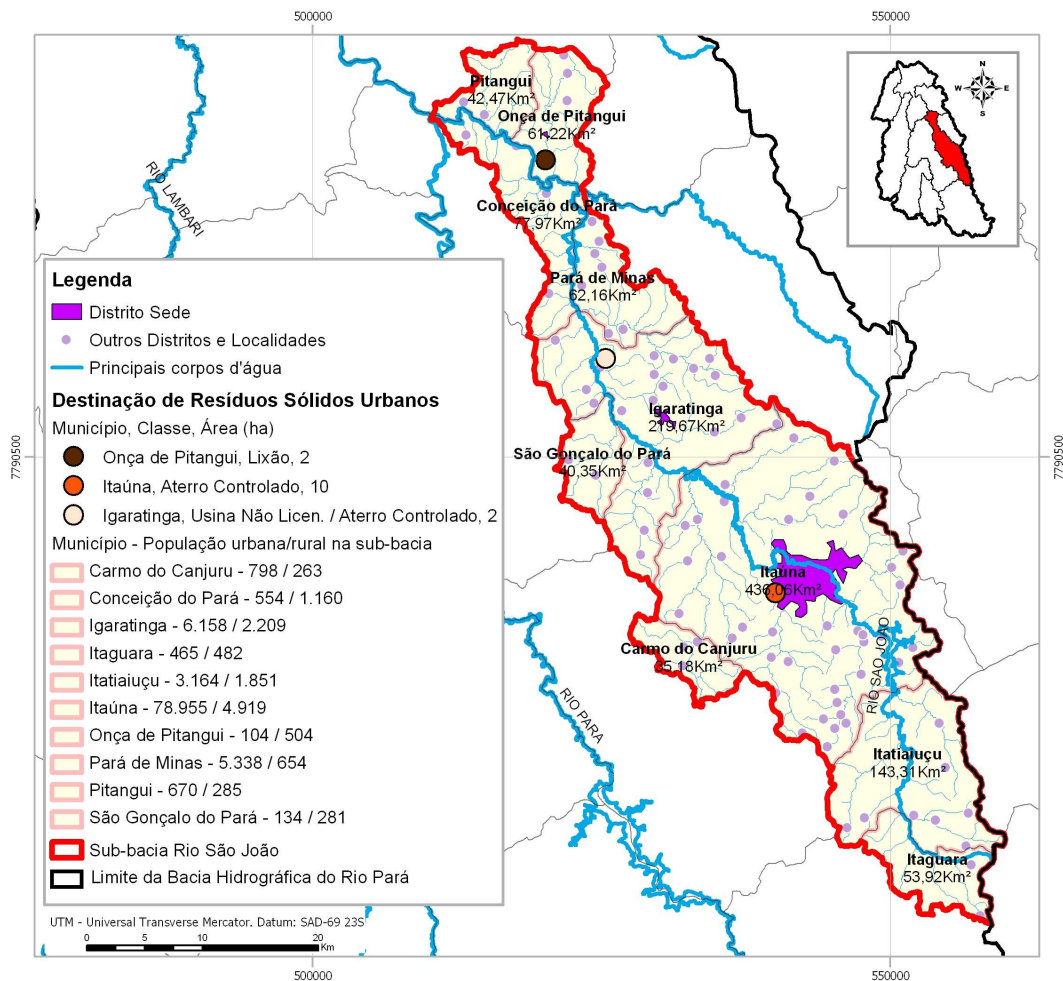 500000
550000
N
W
E
S
Pitangui
42,47Km²
Onça de Pitangui
61,22Km²
RIO LAMBARI
Conceição do Pará
77,97Km²
Pará de Minas
62,16Km²
Igaratinga
219,67Km²
São Gonçalo do Pará
40,35Km²
7790500
7790500
Itaúna
436,06Km²
Carmo do Canjuru
35,18Km²
RIO SAO JOAO
RIO PARA
Itatiaiuçu
143,31Km²
Itaguara
53,92Km²
Legenda
Distrito Sede
Outros Distritos e Localidades
Principais corpos d'água
Destinação de Resíduos Sólidos Urbanos
Município, Classe, Área (ha)
Onça de Pitangui, Lixão, 2
Itaúna, Aterro Controlado, 10
Igaratinga, Usina Não Licen. / Aterro Controlado, 2
Município - População urbana/rural na sub-bacia
Carmo do Canjuru - 798 / 263
Conceição do Pará - 554 / 1.160
Igaratinga - 6.158 / 2.209
Itaguara - 465 / 482
Itatiaiuçu - 3.164 / 1.851
Itaúna - 78.955 / 4.919
Onça de Pitangui - 104 / 504
Pará de Minas - 5.338 / 654
Pitangui - 670 / 285
São Gonçalo do Pará - 134 / 281
Sub-bacia Rio São João
Limite da Bacia Hidrográfica do Rio Pará
UTM - Universal Transverse Mercator. Datum: SAD-69 23S
0 5 10 20
Km
500000
550000